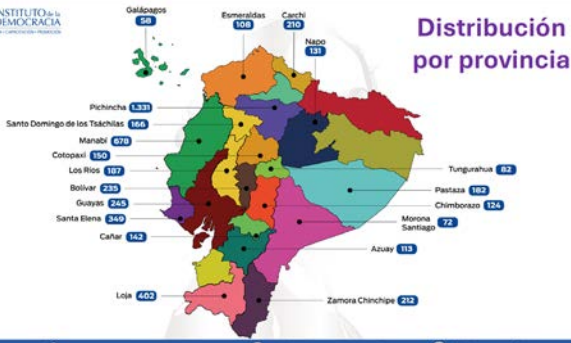 INSTITUTO de la
DEMOCRACIA
Distribución
por provincia
Galápagos
58
Esmeraldas
108
Carchi
210
Napo
131
Pichincha 1.331
Santo Domingo de los Tsáchilas 166
Manabí 678
Cotopaxi 150
Los Ríos 187
Bolívar 235
Guayas 245
Santa Elena 349
Cañar 142
Loja 402
Tungurahua 82
Pastaza 182
Chimborazo 124
Morona
Santiago 72
Azuay 113
Zamora Chinchipe 212